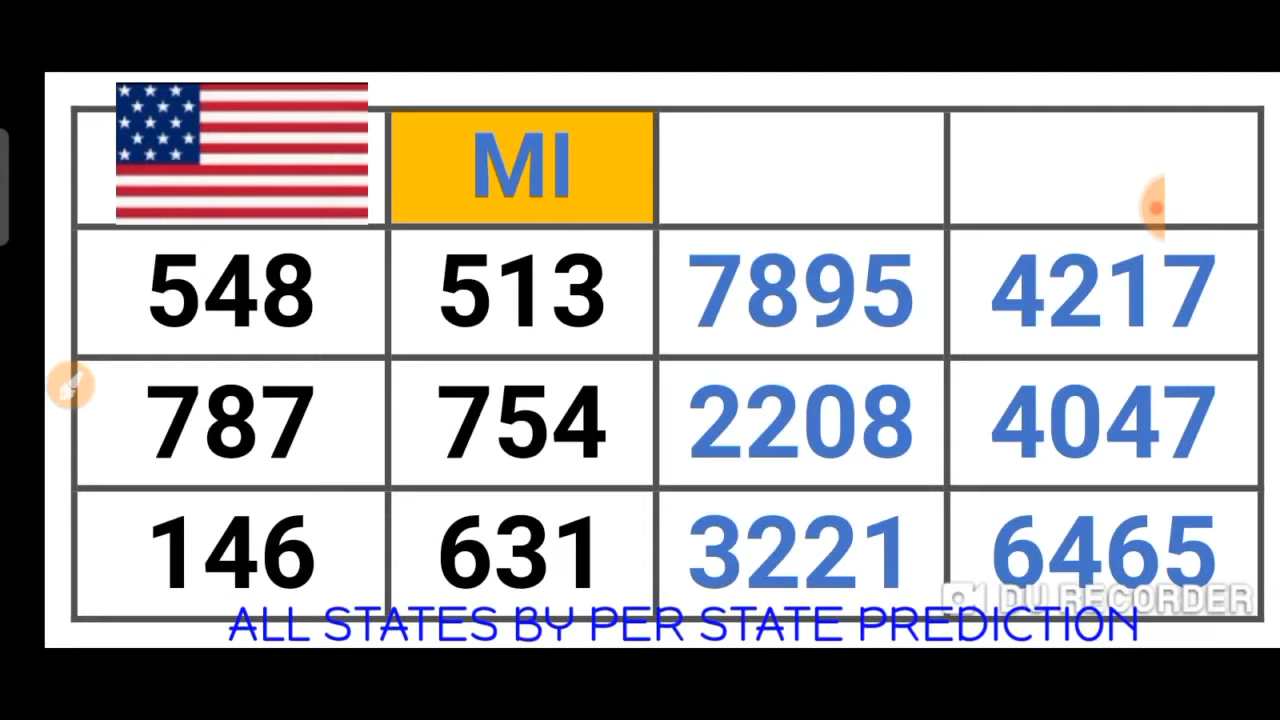 MI
548 513 7895 4217
787 754 2208 4047
146 631 3221 6465
DU RECORDER
ALL STATES BY PER STATE PREDICTION